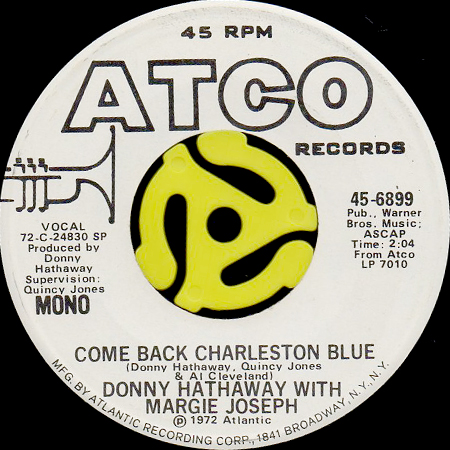 45 RPM
ATCO
RECORDS
VOCAL
72-C-24830 SP
Produced by
Donny
Hathaway
Supervision:
Quincy Jones
MONO
45-6899
Pub., Warner
Bros. Music;
ASCAP
Time: 2:04
From Atco
LP 7010
COME BACK CHARLESTON BLUE
(Donny Hathaway, Quincy Jones
& Al Cleveland)
DONNY HATHAWAY WITH
MARGIE JOSEPH
℗ 1972 Atlantic
MFG. BY ATLANTIC RECORDING CORP., 1841 BROADWAY, N.Y., N.Y.